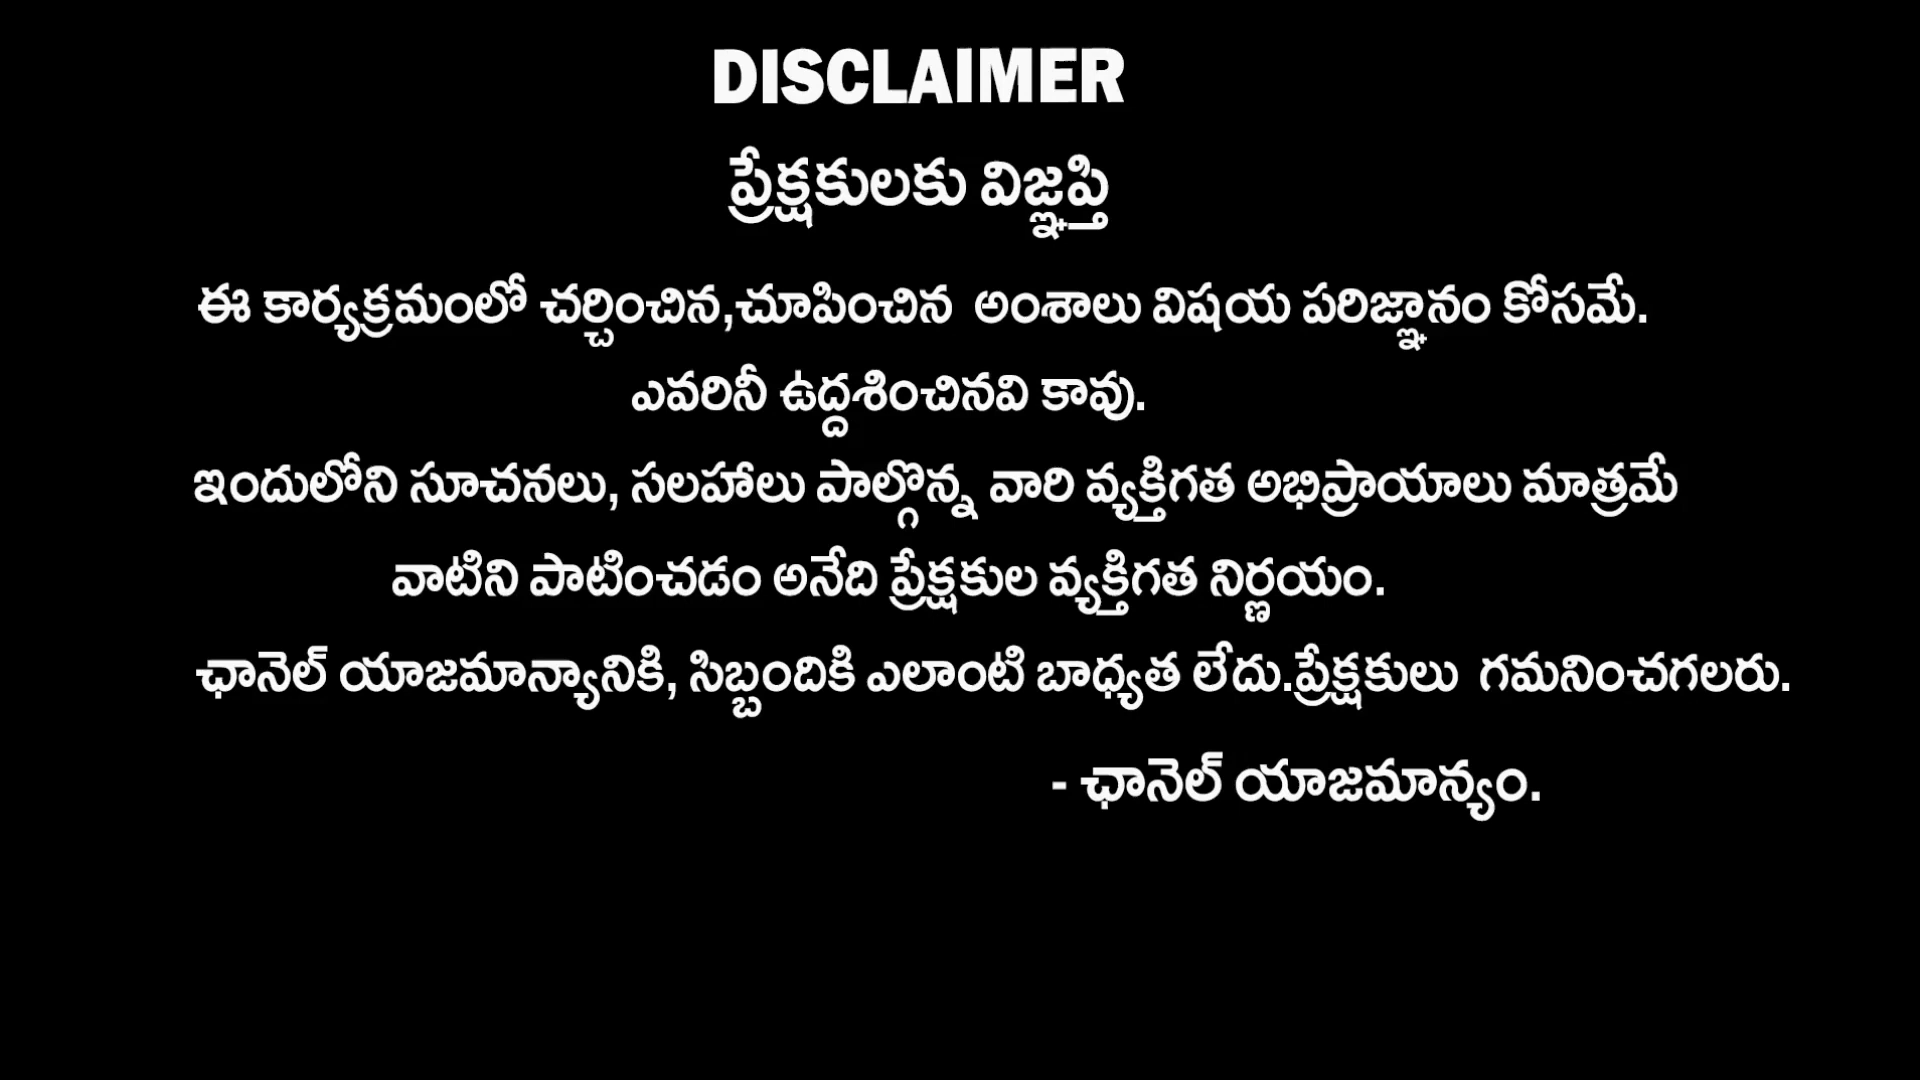 DISCLAIMER
ప్రేక్షకులకు విజ్ఞప్తి
ఈ కార్యక్రమంలో చర్చించిన,చూపించిన అంశాలు విషయ పరిజ్ఞానం కోసమే.
ఎవరినీ ఉద్దశించినవి కావు.
ఇందులోని సూచనలు, సలహాలు పాల్గొన్న వారి వ్యక్తిగత అభిప్రాయాలు మాత్రమే
వాటిని పాటించడం అనేది ప్రేక్షకుల వ్యక్తిగత నిర్ణయం.
ఛానెల్ యాజమాన్యానికి, సిబ్బందికి ఎలాంటి బాధ్యత లేదు.ప్రేక్షకులు గమనించగలరు.
- ఛానెల్ యాజమాన్యం.